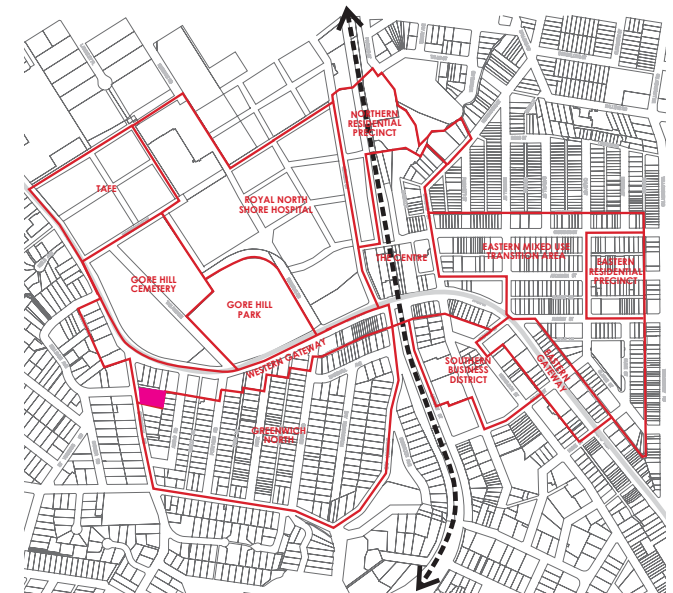 NORTHERN
RESIDENTIAL
PRECINCT
TAFE
ROYAL NORTH
SHORE HOSPITAL
THE CENTRE
EASTERN MIXED USE
TRANSITION AREA
EASTERN
RESIDENTIAL
PRECINCT
GORE HILL
CEMETERY
GORE HILL
PARK
WESTERN GATEWAY
SOUTHERN
BUSINESS
DISTRICT
EASTERN
GATEWAY
GREENWICH
NORTH